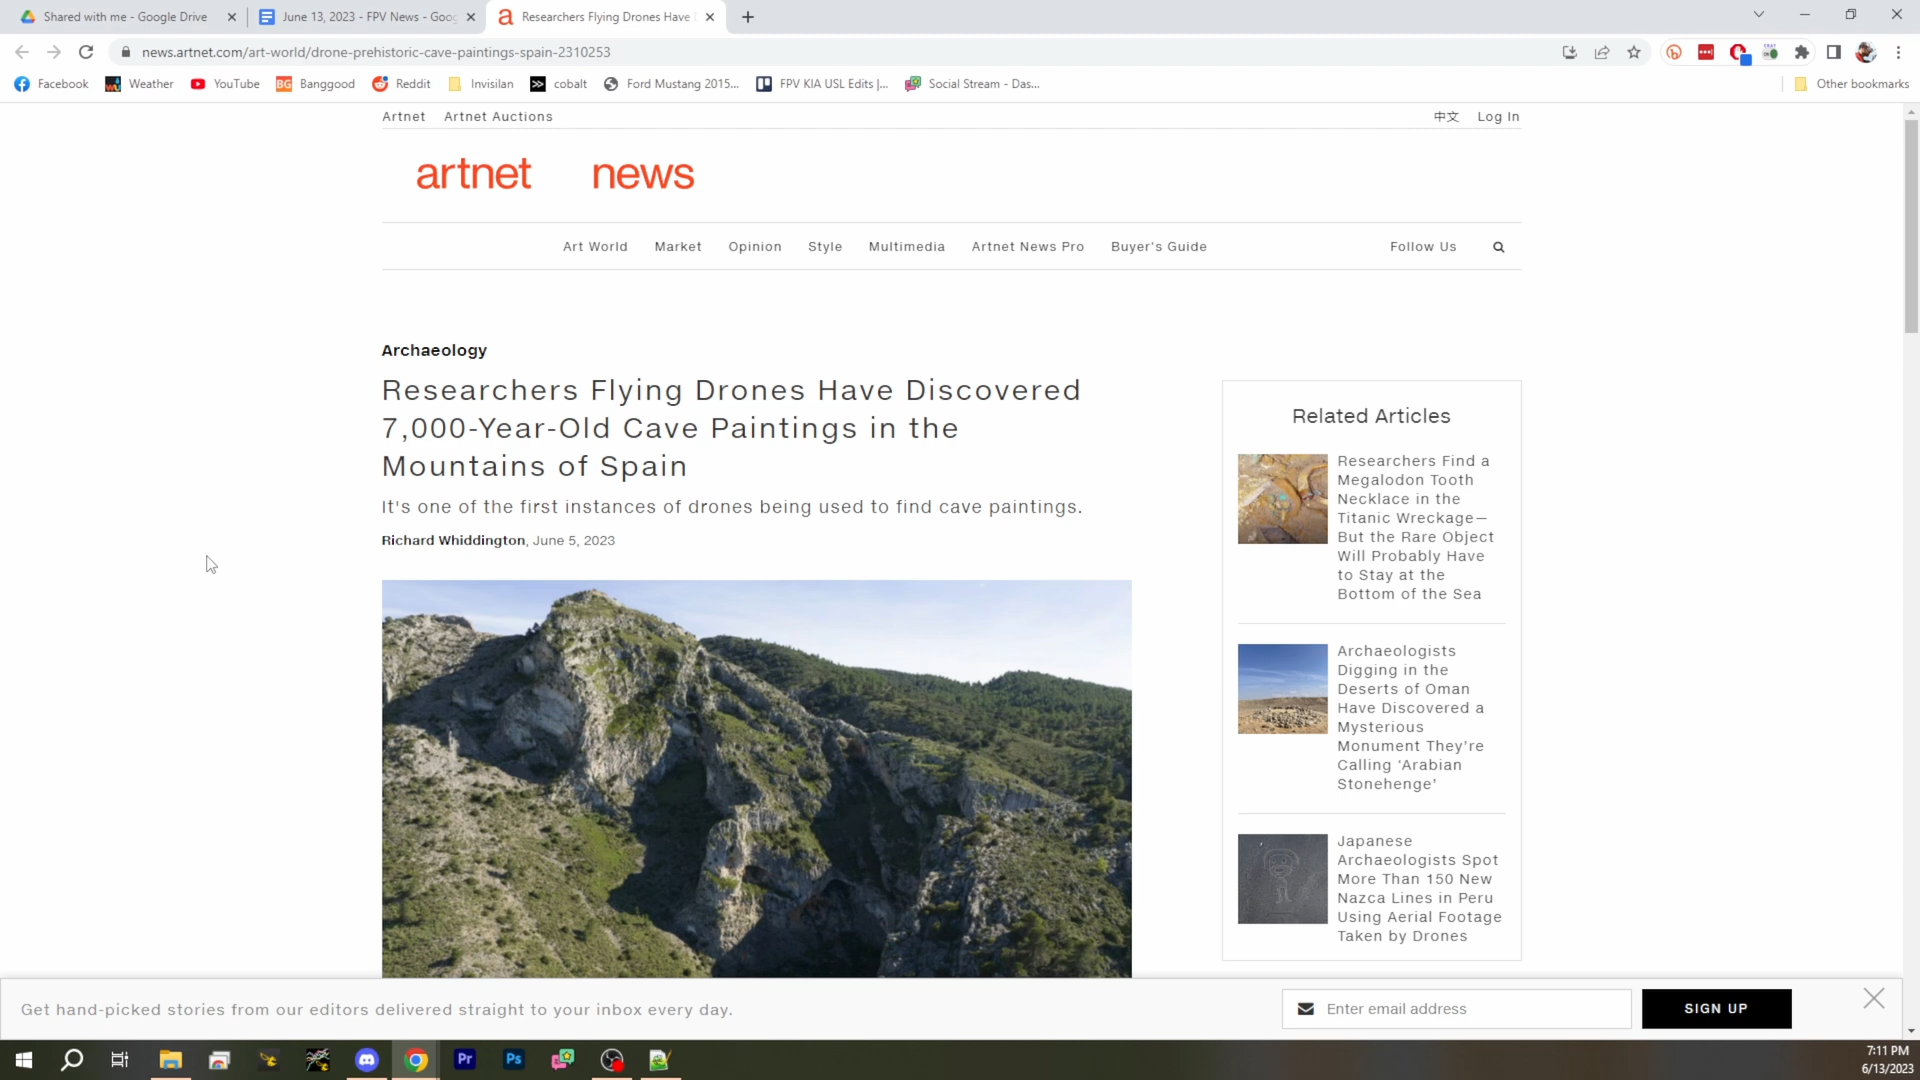 Shared with me - Google Drive
June 13, 2023 - FPV News - Goog
Researchers Flying Drones Have
news.artnet.com/art-world/drone-prehistoric-cave-paintings-spain-2310253
Facebook
Weather
YouTube
BG
Banggood
Reddit
Invisilan
cobalt
Ford Mustang 2015...
FPV KIA USL Edits |...
Social Stream - Das...
Other bookmarks
Artnet
Artnet Auctions
中文
Log In
artnet news
Art World
Market
Opinion
Style
Multimedia
Artnet News Pro
Buyer's Guide
Follow Us
Archaeology
Researchers Flying Drones Have Discovered
7,000-Year-Old Cave Paintings in the
Mountains of Spain
It's one of the first instances of drones being used to find cave paintings.
Richard Whiddington, June 5, 2023
Related Articles
Researchers Find a
Megalodon Tooth
Necklace in the
Titanic Wreckage—
But the Rare Object
Will Probably Have
to Stay at the
Bottom of the Sea
Archaeologists
Digging in the
Deserts of Oman
Have Discovered a
Mysterious
Monument They're
Calling 'Arabian
Stonehenge'
Japanese
Archaeologists Spot
More Than 150 New
Nazca Lines in Peru
Using Aerial Footage
Taken by Drones
Get hand-picked stories from our editors delivered straight to your inbox every day.
Enter email address
SIGN UP
Pr
Ps
7:11 PM
6/13/2023